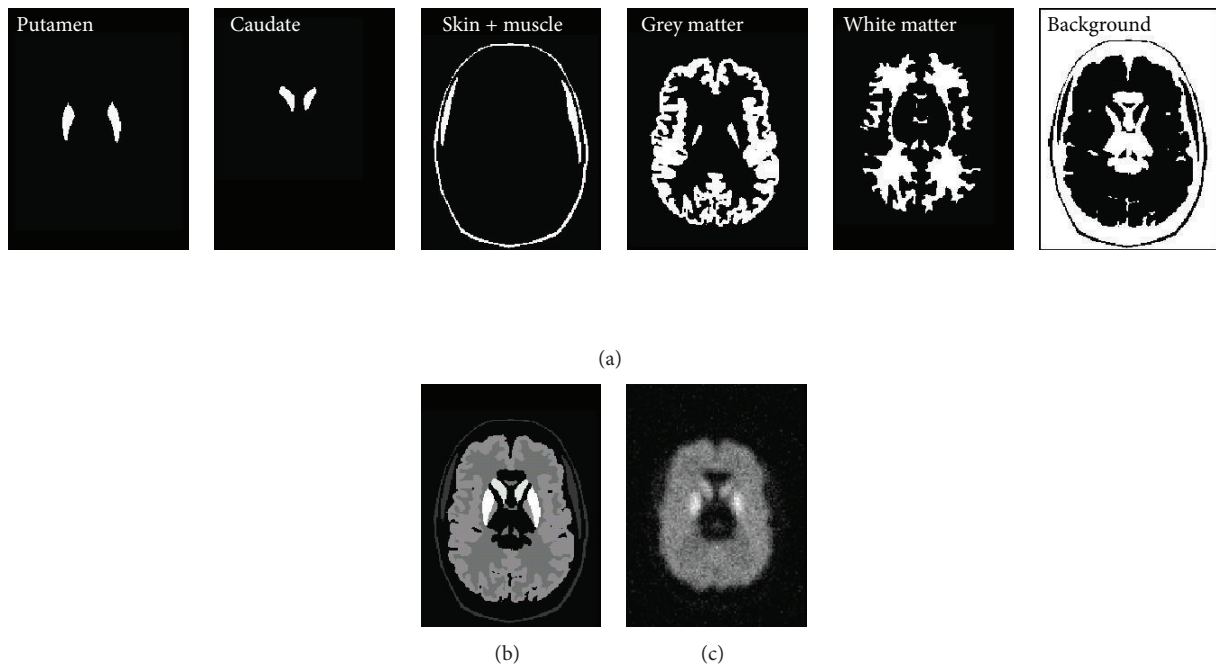 Putamen
Caudate
Skin + muscle
Grey matter
White matter
Background
(a)
(b)
(c)